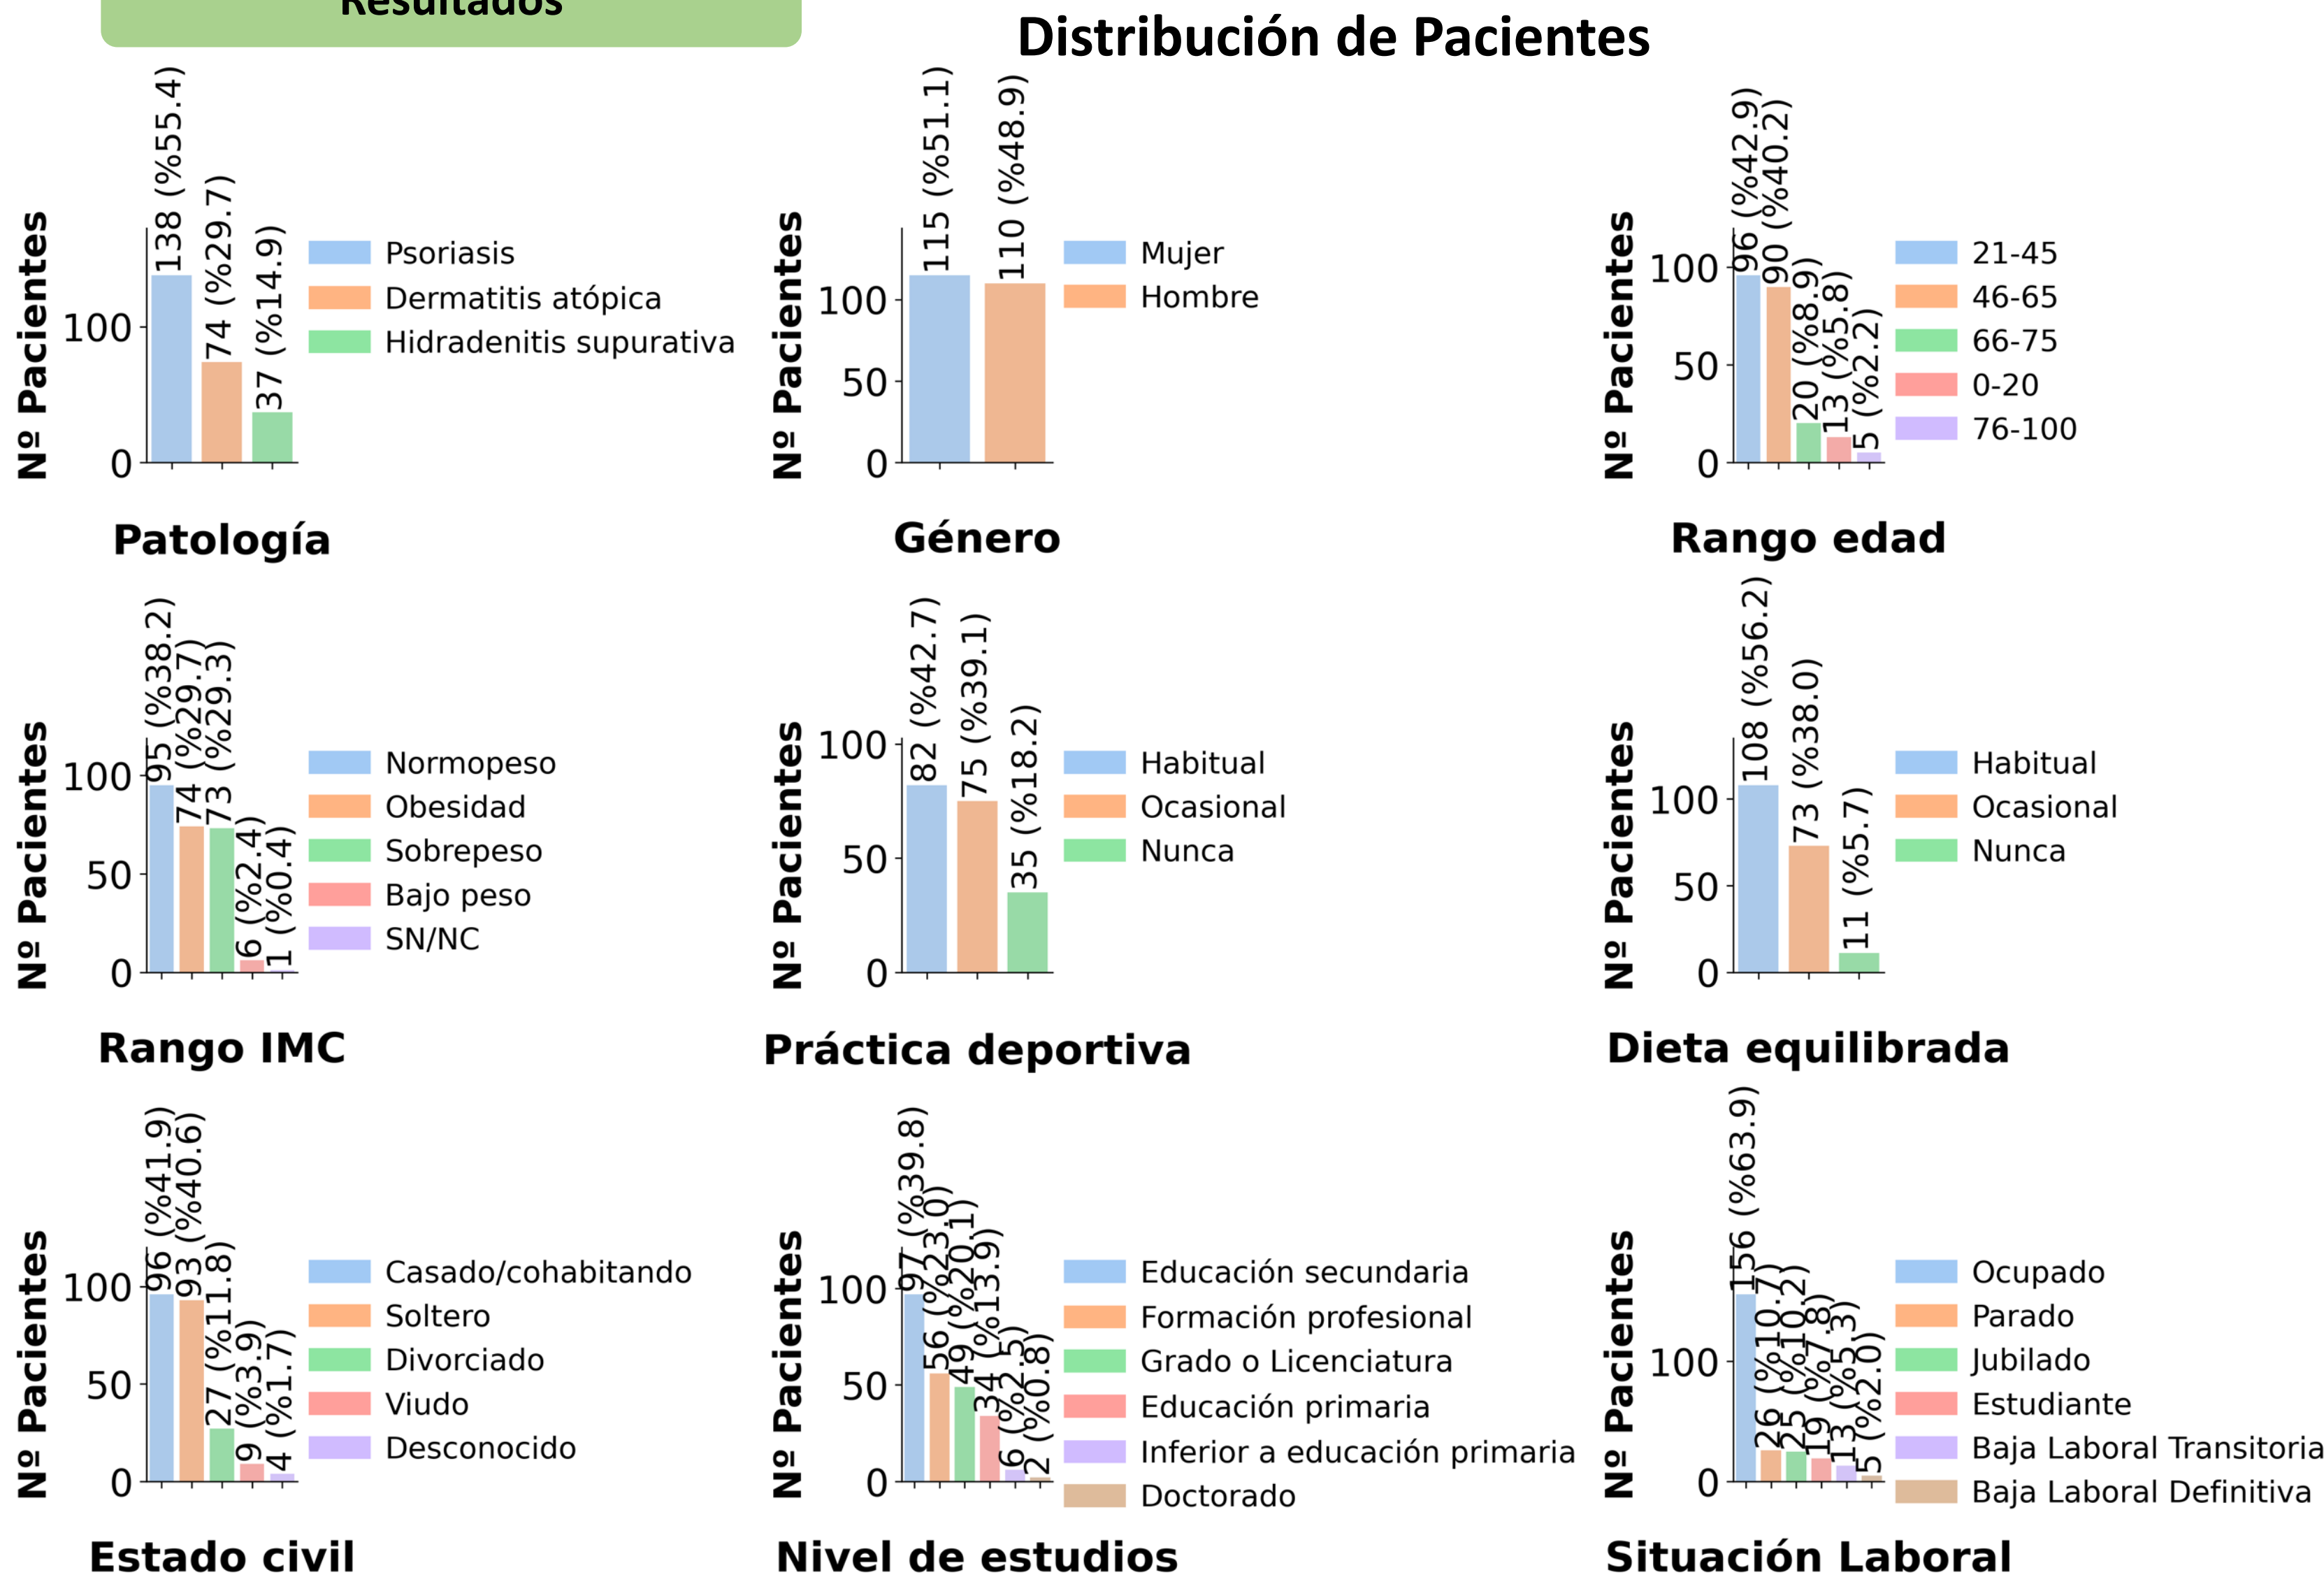 Resultados
Distribución de Pacientes
Nº Pacientes
100
0
138 (%55.4)
74 (%29.7)
37 (%14.9)
Psoriasis
Dermatitis atópica
Hidradenitis supurativa
Patología
Nº Pacientes
100
50
0
115 (%51.1)
110 (%48.9)
Mujer
Hombre
Género
Nº Pacientes
100
50
0
96 (%42.9)
90 (%40.2)
20 (%8.9)
13 (%5.8)
5 (%2.2)
21-45
46-65
66-75
0-20
76-100
Rango edad
Nº Pacientes
100
50
0
95 (%38.2)
74 (%29.7)
73 (%29.3)
6 (%2.4)
1 (%0.4)
Normopeso
Obesidad
Sobrepeso
Bajo peso
SN/NC
Rango IMC
Nº Pacientes
100
50
0
82 (%42.7)
75 (%39.1)
35 (%18.2)
Habitual
Ocasional
Nunca
Práctica deportiva
Nº Pacientes
100
50
0
108 (%56.2)
73 (%38.0)
11 (%5.7)
Habitual
Ocasional
Nunca
Dieta equilibrada
Nº Pacientes
100
50
0
96 (%41.9)
93 (%40.6)
27 (%11.8)
9 (%3.9)
4 (%1.7)
Casado/cohabitando
Soltero
Divorciado
Viudo
Desconocido
Estado civil
Nº Pacientes
100
50
0
97 (%39.8)
56 (%23.0)
49 (%20.1)
34 (%13.9)
6 (%2.5)
2 (%0.8)
Educación secundaria
Formación profesional
Grado o Licenciatura
Educación primaria
Inferior a educación primaria
Doctorado
Nivel de estudios
Nº Pacientes
100
0
156 (%63.9)
26 (%10.7)
25 (%10.2)
19 (%7.8)
13 (%5.3)
5 (%2.0)
Ocupado
Parado
Jubilado
Estudiante
Baja Laboral Transitoria
Baja Laboral Definitiva
Situación Laboral